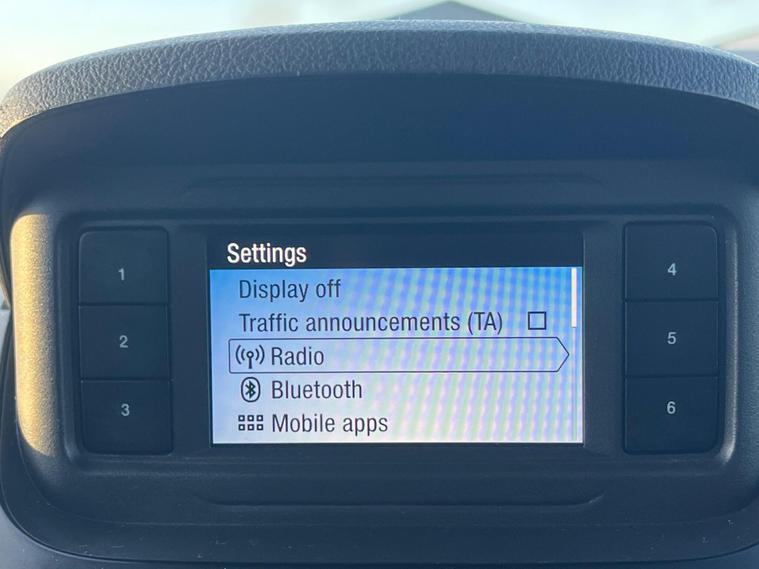 Settings
1
4
Display off
Traffic announcements (TA)
2
5
Radio
Bluetooth
3
6
Mobile apps